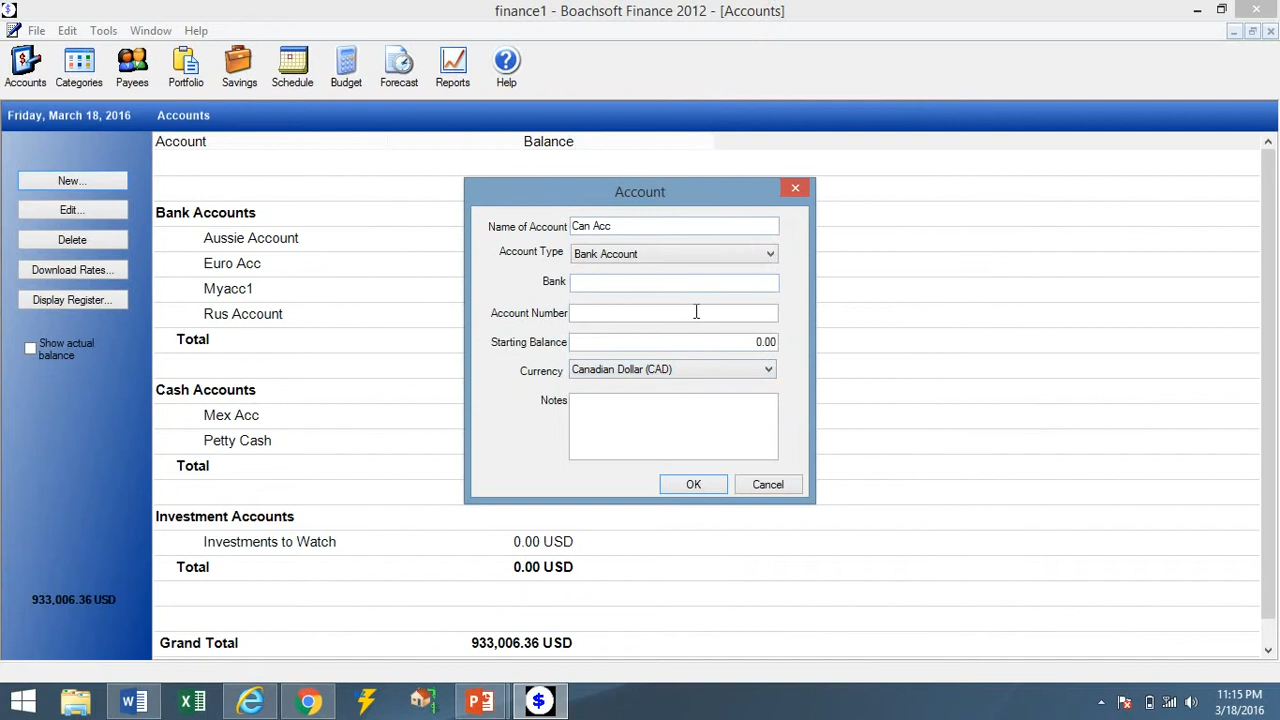 finance1 - Boachsoft Finance 2012 - [Accounts]
File Edit Tools Window Help
Accounts Categories Payees Portfolio Savings Schedule Budget Forecast Reports Help
Friday, March 18, 2016 Accounts
Account Balance
New...
Edit...
Delete
Download Rates...
Display Register...
Show actual
balance
933,006.36 USD
Bank Accounts
Aussie Account
Euro Acc
Myacc1
Rus Account
Total
Cash Accounts
Mex Acc
Petty Cash
Total
Investment Accounts
Investments to Watch 0.00 USD
Total 0.00 USD
Grand Total 933,006.36 USD
Account
Name of Account Can Acc
Account Type Bank Account
Bank
Account Number
Starting Balance 0.00
Currency Canadian Dollar (CAD)
Notes
OK Cancel
11:15 PM
3/18/2016